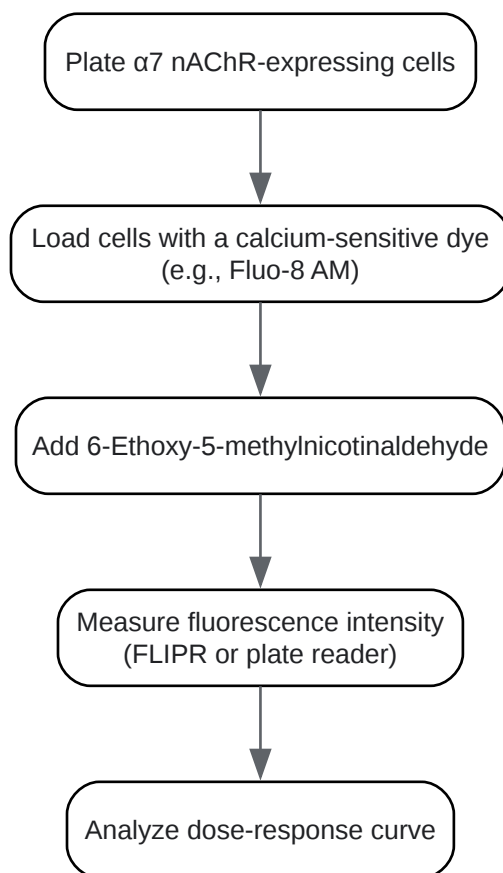 Plate α7 nAChR-expressing cells
Load cells with a calcium-sensitive dye
(e.g., Fluo-8 AM)
Add 6-Ethoxy-5-methylnicotinaldehyde
Measure fluorescence intensity
(FLIPR or plate reader)
Analyze dose-response curve